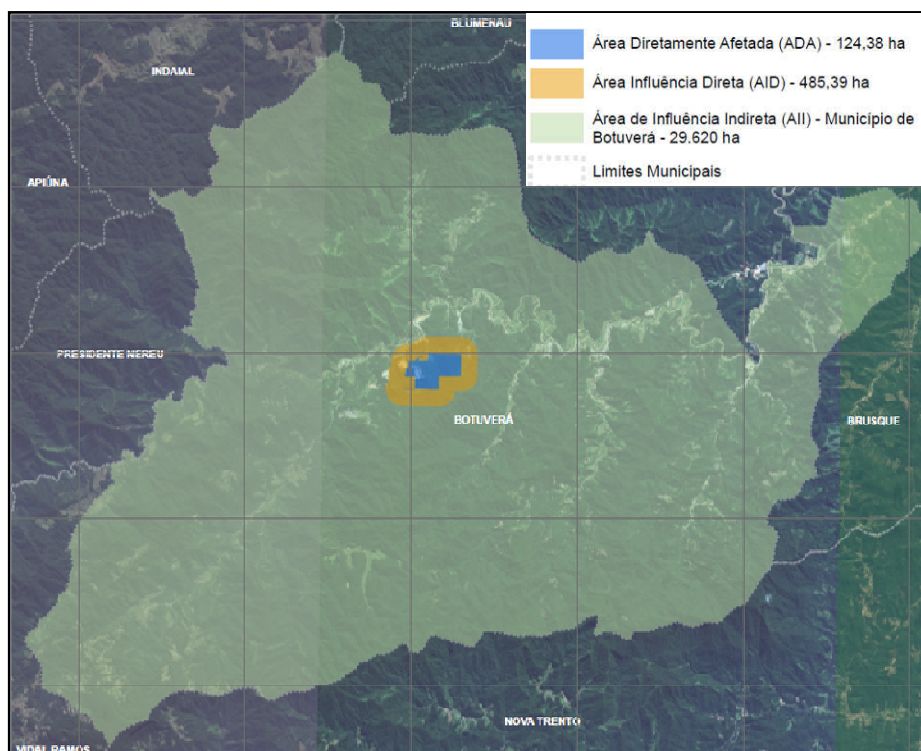 BLUMENAU
Área Diretamente Afetada (ADA) - 124,38 ha
INDAIAL
Área Influência Direta (AID) - 485,39 ha
Área de Influência Indireta (AII) - Município de
Botuverá - 29.620 ha
Limites Municipais
APIÚNA
PRESIDENTE NEREU
BOTUVERÁ
BRUSQUE
NOVA TRENTO
VIDAL RAMOS